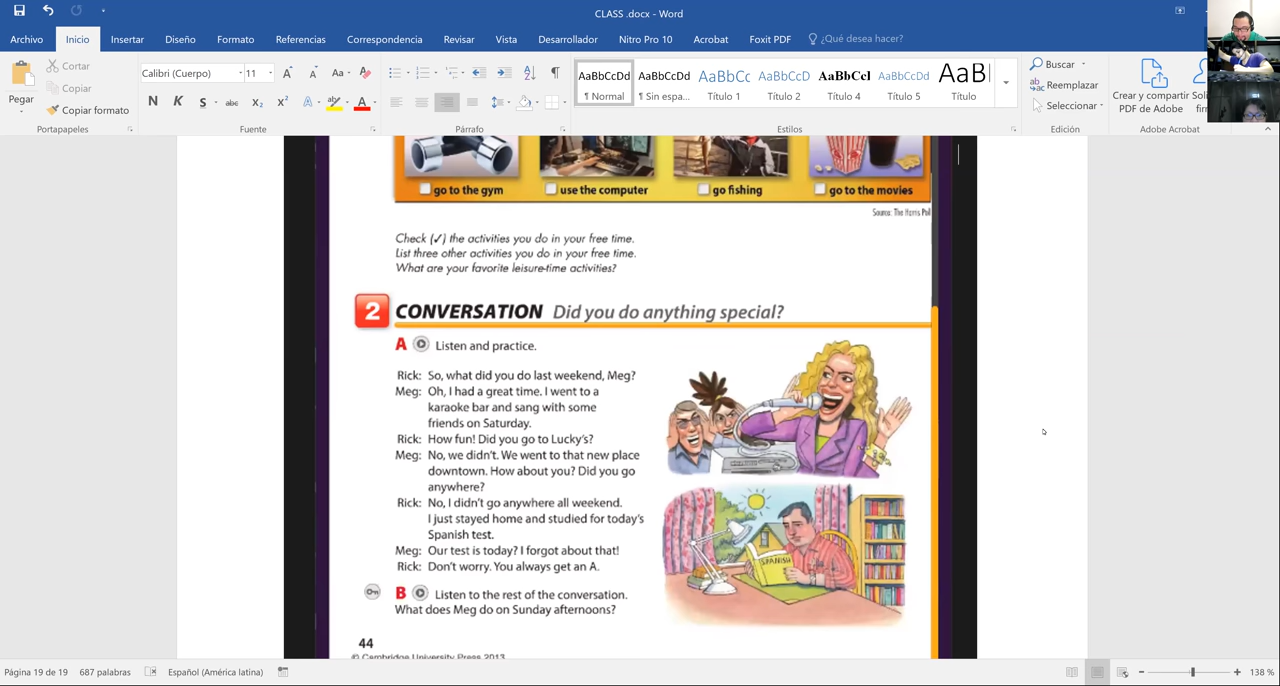 CLASS .docx - Word
Archivo Inicio Insertar Diseño Formato Referencias Correspondencia Revisar Vista Desarrollador Nitro Pro 10 Acrobat Foxit PDF ¿Qué desea hacer?
Pegar
Cortar
Copiar
Copiar formato
Portapapeles
Calibri (Cuerpo) 11
N K S abc X₂ X²
Fuente
Párrafo
AaBbCcDd AaBbCcDd AaBbCc AaBbCcD AaBbCcl AaBbCcDd AaB
¶ Normal ¶ Sin espa... Título 1 Título 2 Título 4 Título 5 Título
Estilos
Buscar
Reemplazar
Seleccionar
Edición
Crear y compartir
PDF de Adobe
Adobe Acrobat
go to the gym use the computer go fishing go to the movies
Source: The Harris Poll
Check (✓) the activities you do in your free time.
List three other activities you do in your free time.
What are your favorite leisure-time activities?
2 CONVERSATION Did you do anything special?
A Listen and practice.
Rick: So, what did you do last weekend, Meg?
Meg: Oh, I had a great time. I went to a
karaoke bar and sang with some
friends on Saturday.
Rick: How fun! Did you go to Lucky's?
Meg: No, we didn't. We went to that new place
downtown. How about you? Did you go
anywhere?
Rick: No, I didn't go anywhere all weekend.
I just stayed home and studied for today's
Spanish test.
Meg: Our test is today? I forgot about that!
Rick: Don't worry. You always get an A.
SPANISH
B Listen to the rest of the conversation.
What does Meg do on Sunday afternoons?
44
© Cambridge University Press 2013
Página 19 de 19 687 palabras Español (América latina) 138 %